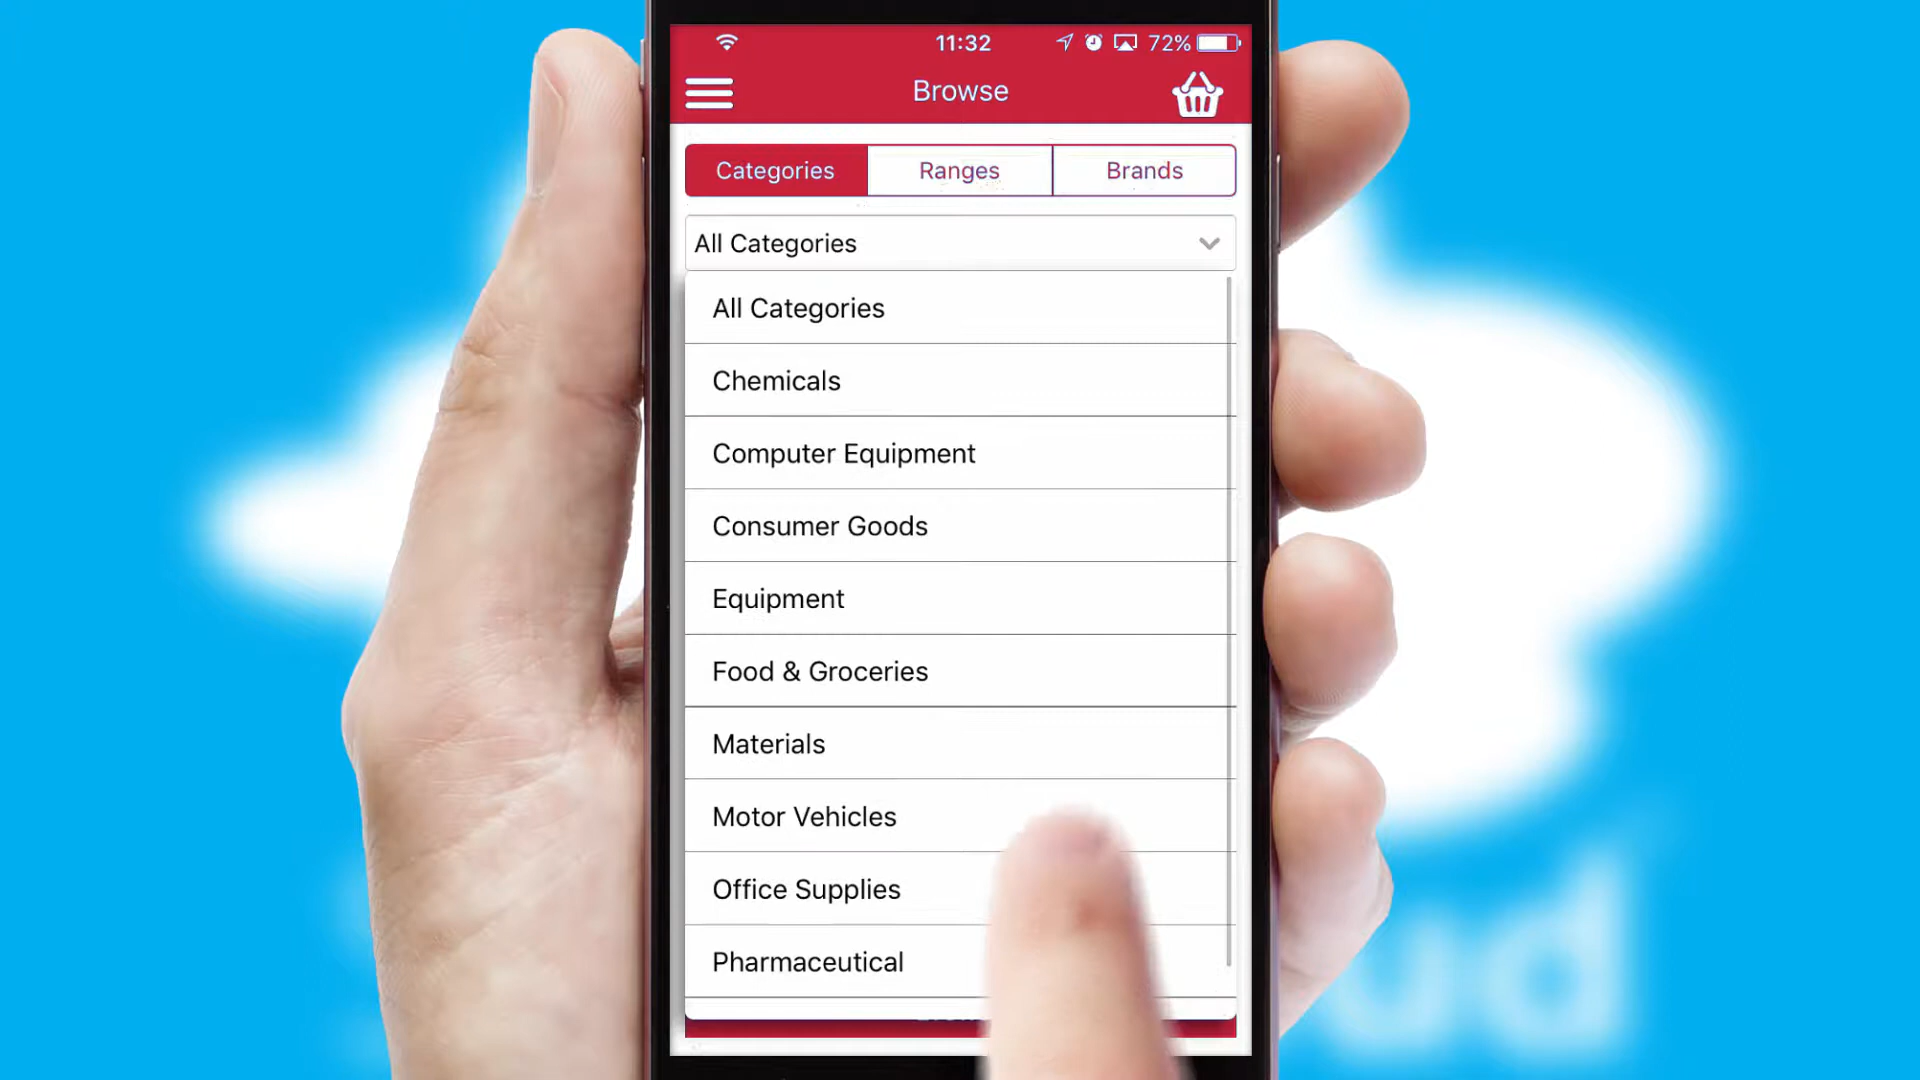 11:32 72%
Browse
Categories Ranges Brands
All Categories
All Categories
Chemicals
Computer Equipment
Consumer Goods
Equipment
Food & Groceries
Materials
Motor Vehicles
Office Supplies
Pharmaceutical